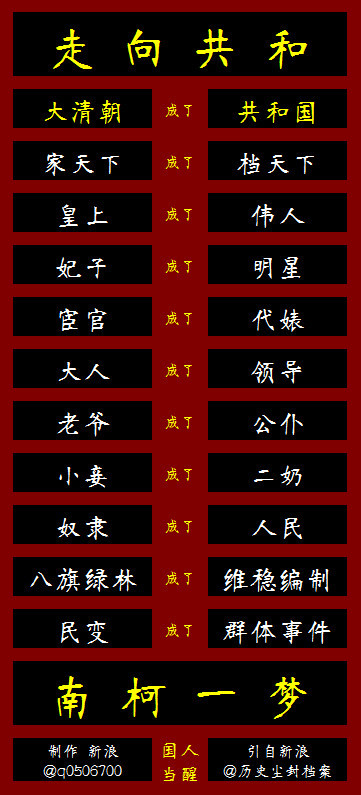 走向共和
大清朝 成了 共和国
家天下 成了 档天下
皇上 成了 伟人
妃子 成了 明星
宦官 成了 代婊
大人 成了 领导
老爷 成了 公仆
小妾 成了 二奶
奴隶 成了 人民
八旗绿林 成了 维稳编制
民变 成了 群体事件
南柯一梦
制作 新浪 国人 引自新浪
@q0506700 当醒 @历史尘封档案